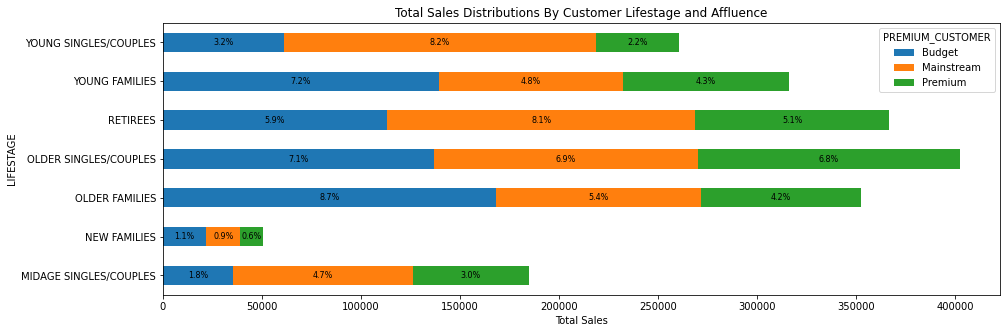 Total Sales Distributions By Customer Lifestage and Affluence
PREMIUM_CUSTOMER
Budget
Mainstream
Premium
LIFESTAGE
YOUNG SINGLES/COUPLES
3.2% 8.2% 2.2%
YOUNG FAMILIES
7.2% 4.8% 4.3%
RETIREES
5.9% 8.1% 5.1%
OLDER SINGLES/COUPLES
7.1% 6.9% 6.8%
OLDER FAMILIES
8.7% 5.4% 4.2%
NEW FAMILIES
1.1% 0.9% 0.6%
MIDAGE SINGLES/COUPLES
1.8% 4.7% 3.0%
0 50000 100000 150000 200000 250000 300000 350000 400000
Total Sales